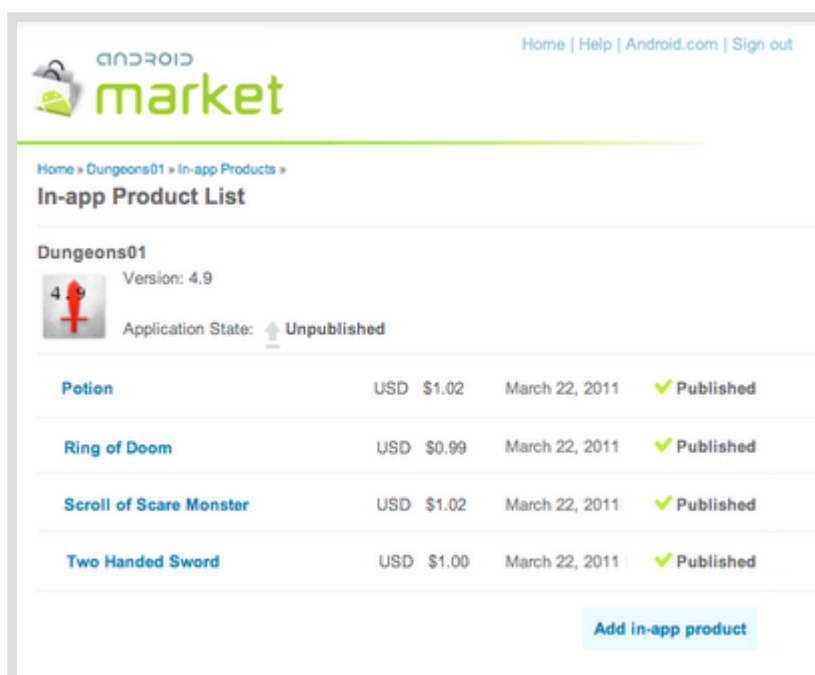 Home | Help | Android.com | Sign out
ANDROID
market
Home » Dungeons01 » In-app Products »
In-app Product List
Dungeons01
4.9
Version: 4.9
Application State: Unpublished
Potion USD $1.02 March 22, 2011 Published
Ring of Doom USD $0.99 March 22, 2011 Published
Scroll of Scare Monster USD $1.02 March 22, 2011 Published
Two Handed Sword USD $1.00 March 22, 2011 Published
Add in-app product